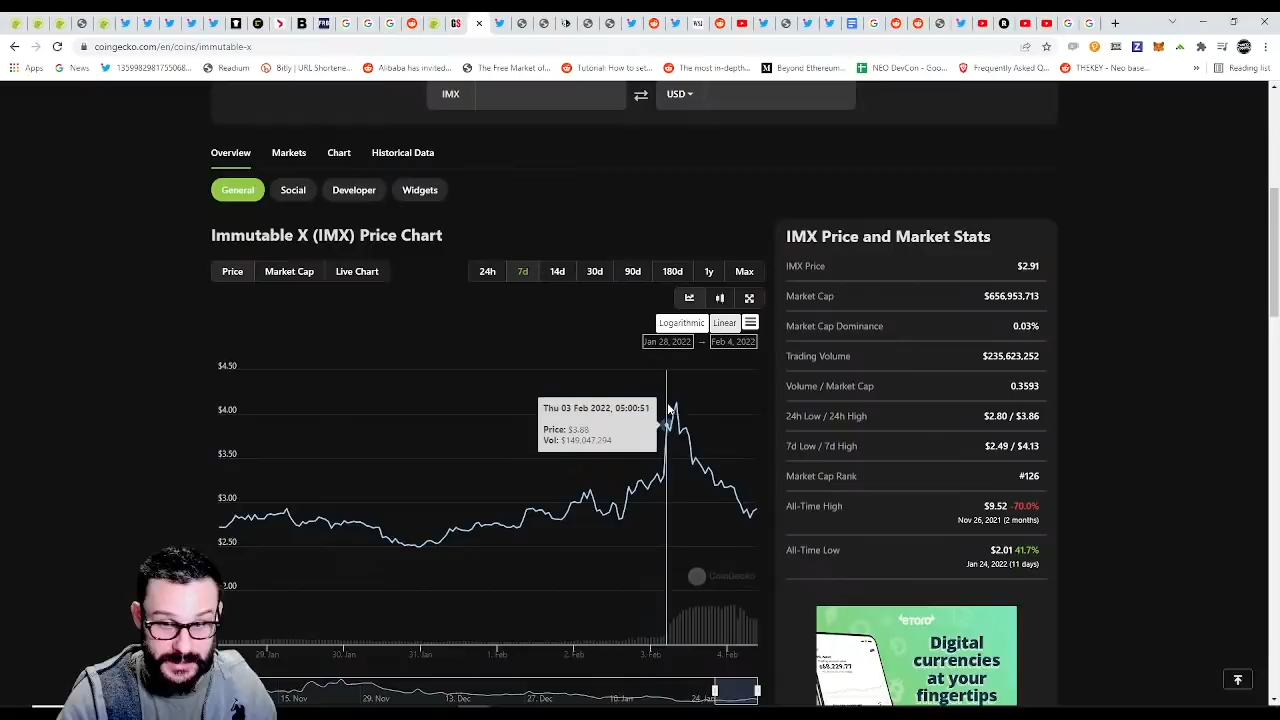 coingecko.com/en/coins/immutable-x
Apps
News
1359982981755068...
Readium
Bitly | URL Shortene...
Alibaba has invited...
The Free Market of...
Tutorial: How to set...
The most in-depth...
Beyond Ethereum...
NEO DevCon - Goo...
Frequently Asked Q...
THEKEY - Neo base...
»
Reading list
IMX
USD
Overview
Markets
Chart
Historical Data
General
Social
Developer
Widgets
Immutable X (IMX) Price Chart
Price
Market Cap
Live Chart
24h
7d
14d
30d
90d
180d
1y
Max
Logarithmic
Linear
Jan 28, 2022
→
Feb 4, 2022
$4.50
$4.00
$3.50
$3.00
$2.50
2.00
Thu 03 Feb 2022, 05:00:51
Price: $3.88
Vol: $149,047,294
CoinGecko
29. Jan
30. Jan
31. Jan
1. Feb
2. Feb
3. Feb
4. Feb
15. Nov
29. Nov
13. Dec
27. Dec
10. Jan
24. Jan
IMX Price and Market Stats
IMX Price $2.91
Market Cap $656,953,713
Market Cap Dominance 0.03%
Trading Volume $235,623,252
Volume / Market Cap 0.3593
24h Low / 24h High $2.80 / $3.86
7d Low / 7d High $2.49 / $4.13
Market Cap Rank #126
All-Time High $9.52 -70.0%
Nov 26, 2021 (2 months)
All-Time Low $2.01 41.7%
Jan 24, 2022 (11 days)
eToro
Digital
currencies
at your
fingertips